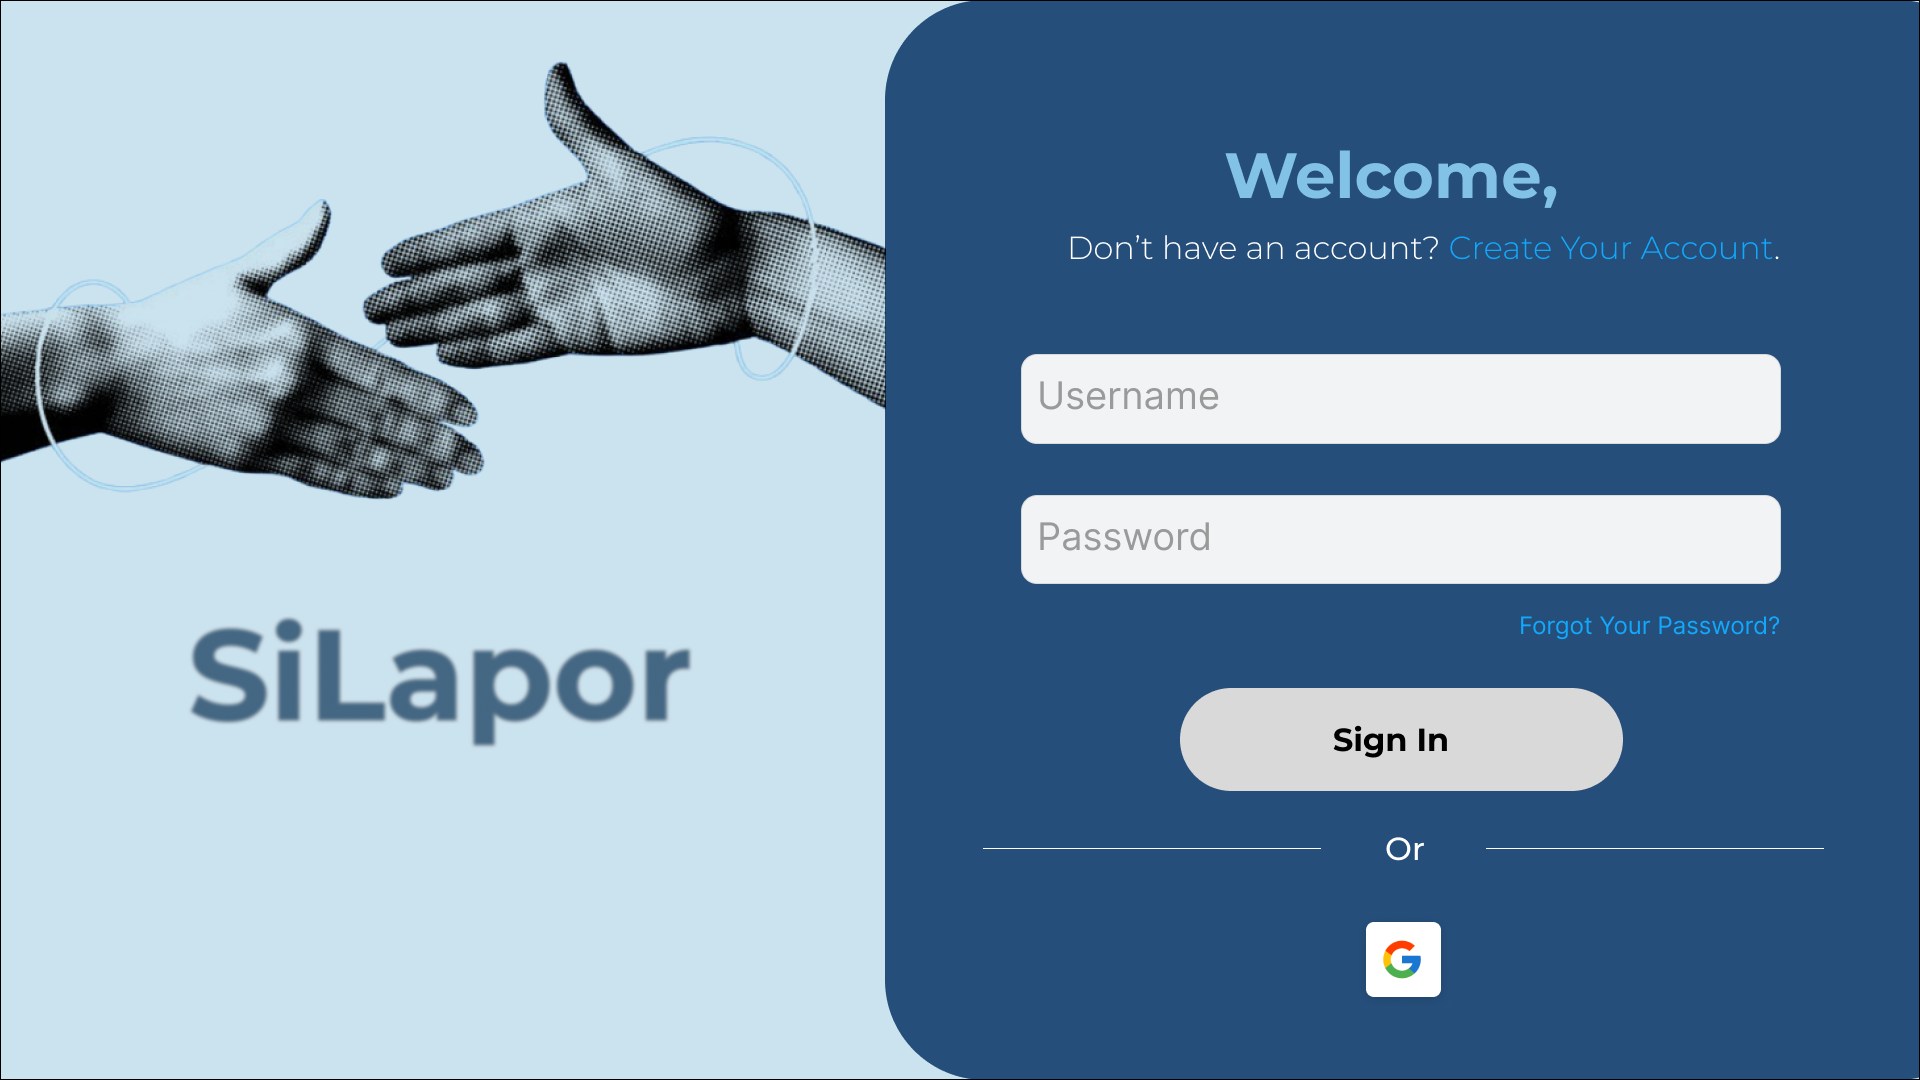 SiLapor
Welcome,
Don’t have an account? Create Your Account.
Username
Password
Forgot Your Password?
Sign In
Or